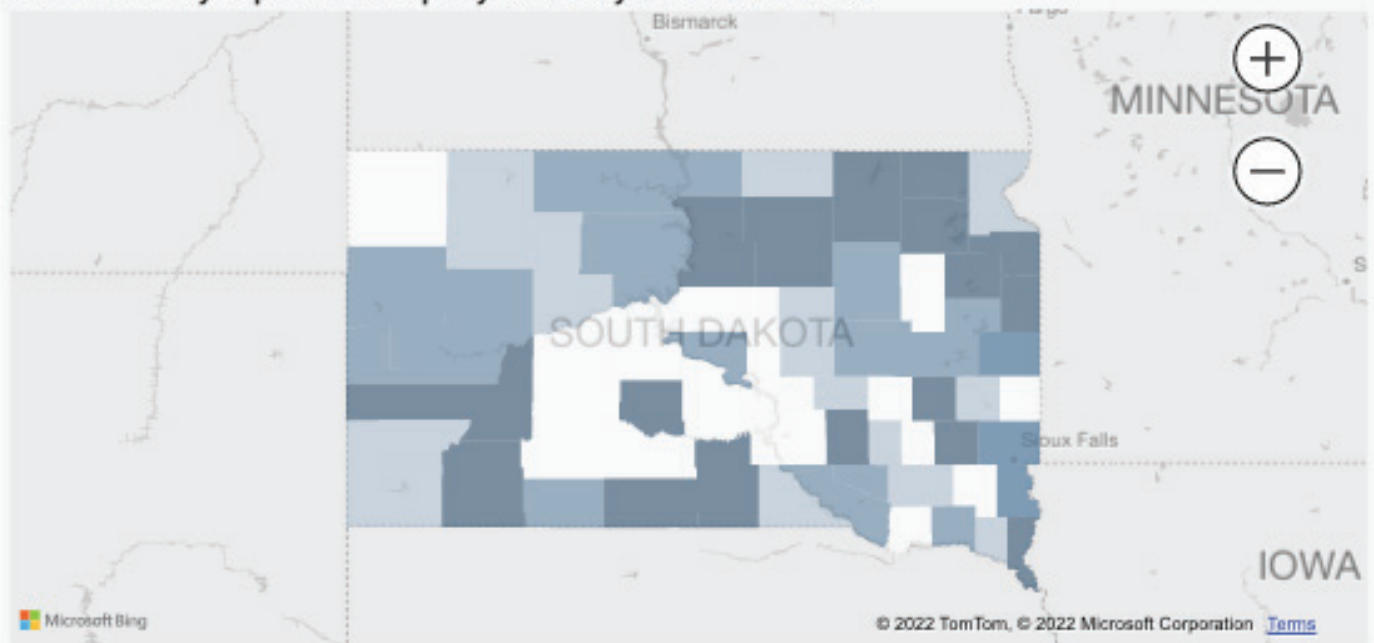 Bismarck
MINNESOTA
SOUTH DAKOTA
Sioux Falls
IOWA
Microsoft Bing
© 2022 TomTom, © 2022 Microsoft Corporation Terms